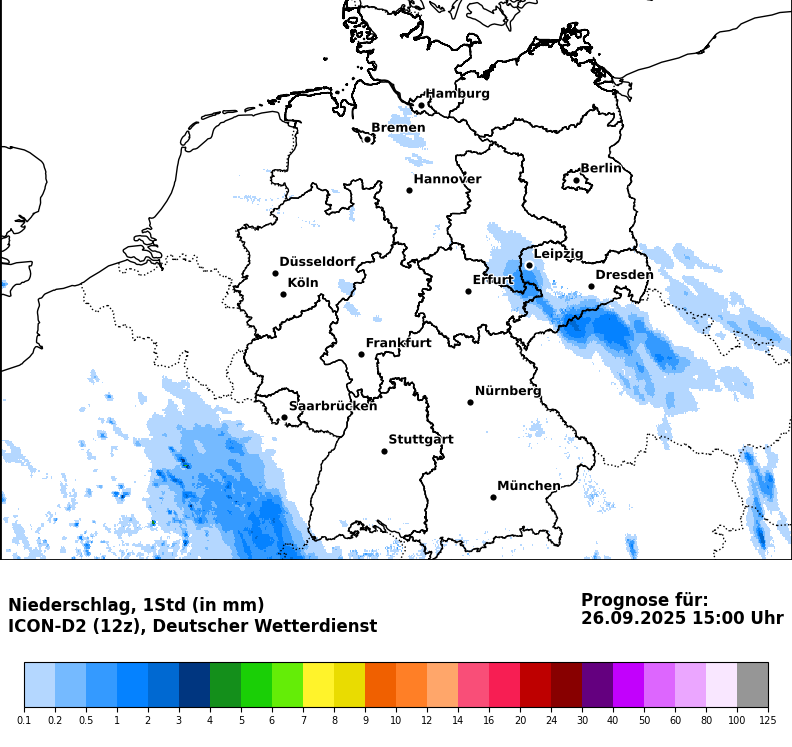 Hamburg
Bremen
Berlin
Hannover
Leipzig
Düsseldorf
Dresden
Köln
Erfurt
Frankfurt
Nürnberg
Saarbrücken
Stuttgart
München
Niederschlag, 1Std (in mm)
ICON-D2 (12z), Deutscher Wetterdienst
Prognose für:
26.09.2025 15:00 Uhr
0.1 0.2 0.5 1 2 3 4 5 6 7 8 9 10 12 14 16 20 24 30 40 50 60 80 100 125